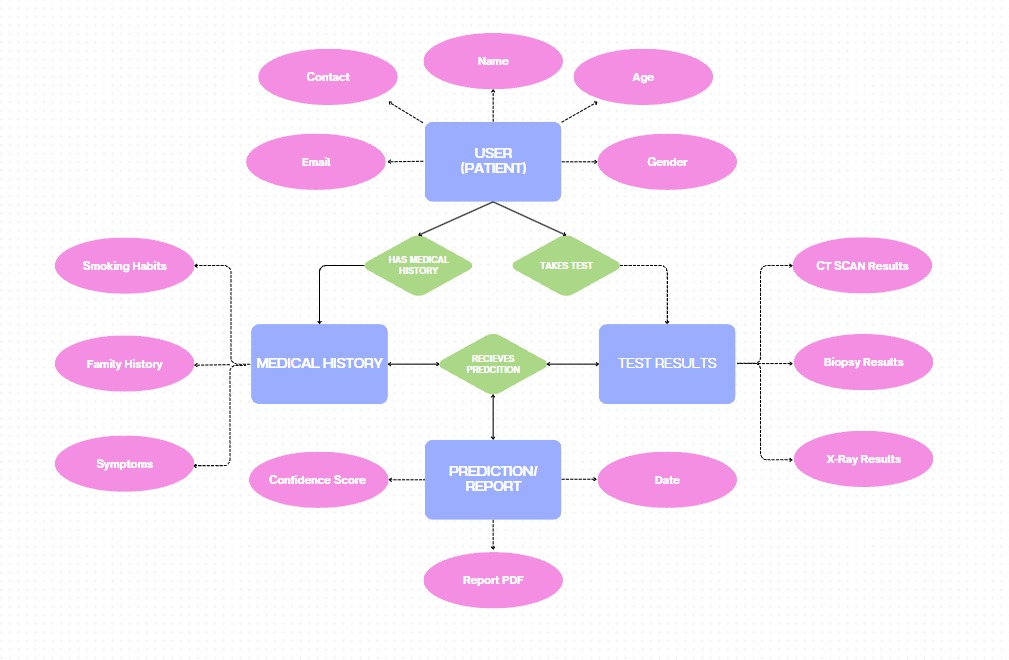 Name
Contact
Age
USER
(PATIENT)
Email
Gender
HAS MEDICAL
HISTORY
TAKES TEST
Smoking Habits
CT SCAN Results
Family History
MEDICAL HISTORY
RECIEVES
PREDCITION
TEST RESULTS
Biopsy Results
Symptoms
X-Ray Results
Confidence Score
PREDICTION/
REPORT
Date
Report PDF